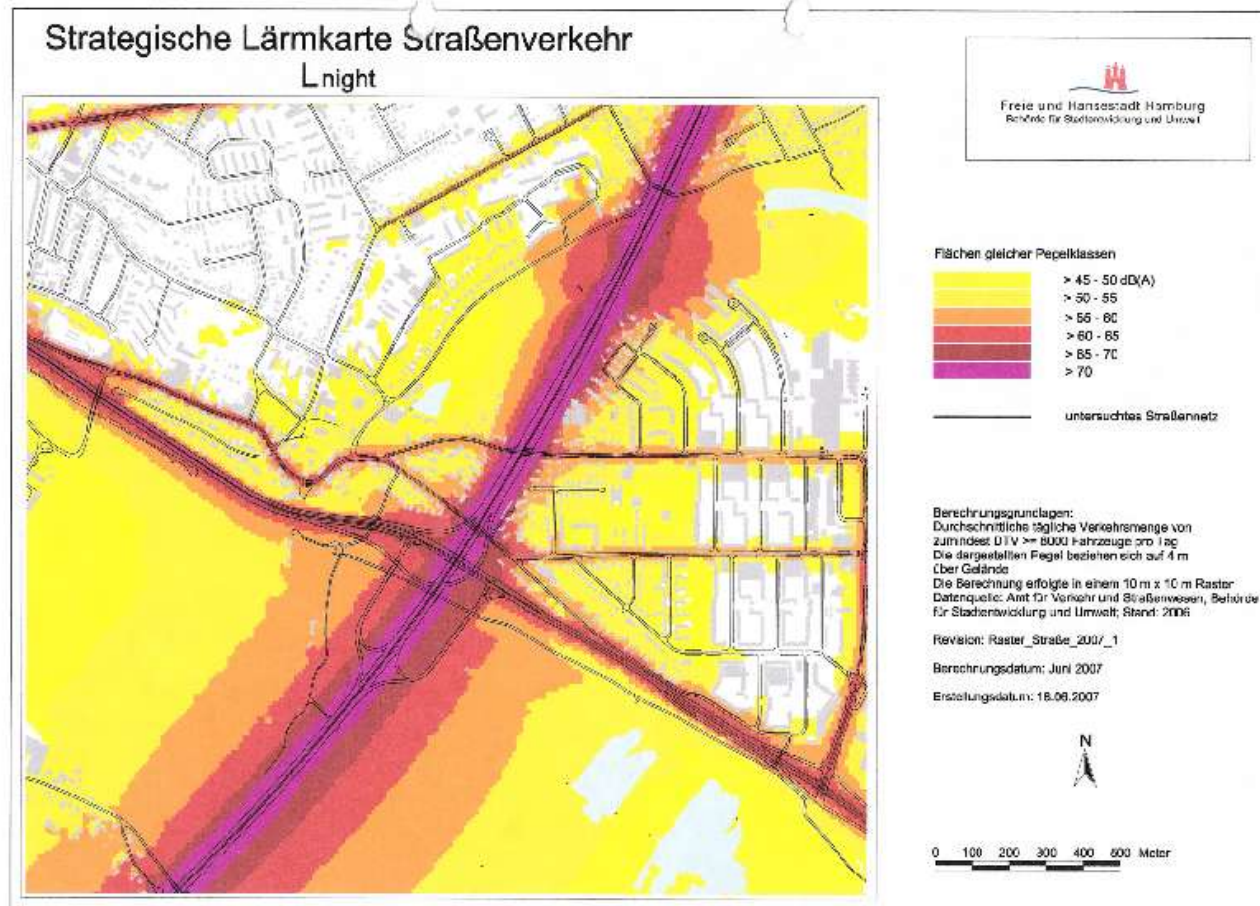 Strategische Lärmkarte Straßenverkehr
Lnight
Freie und Hansestadt Hamburg
Behörde für Stadtentwicklung und Umwelt
Flächen gleicher Pegelklassen
> 45 - 50 dB(A)
> 50 - 55
> 55 - 60
> 60 - 65
> 65 - 70
> 70
untersuchtes Straßennetz
Berechnungsgrundlagen:
Durchschnittliche tägliche Verkehrsmenge von
zumindest DTV >= 6000 Fahrzeuge pro Tag
Die dargestellten Pegel beziehen sich auf 4 m
über Gelände
Die Berechnung erfolgte in einem 10 m x 10 m Raster
Datenquelle: Amt für Verkehr und Straßenwesen, Behörde
für Stadtentwicklung und Umwelt; Stand: 2006
Revision: Raster_Straße_2007_1
Berechnungsdatum: Juni 2007
Erstellungsdatum: 18.06.2007
N
0 100 200 300 400 500 Meter